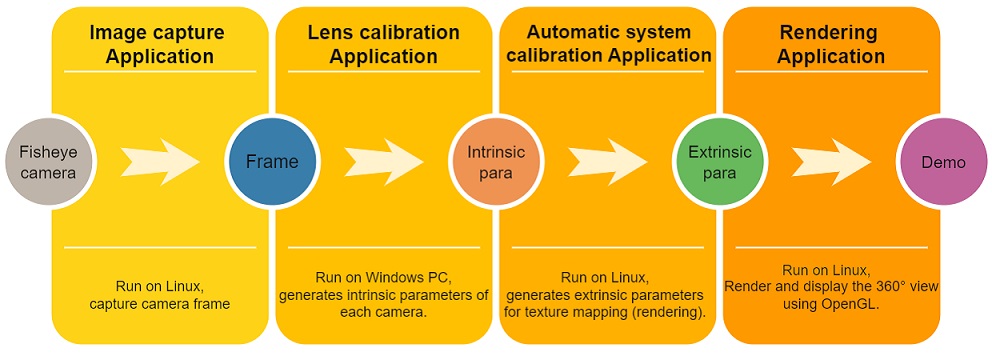 Image capture
Application
Lens calibration
Application
Automatic system
calibration Application
Rendering
Application
Fisheye
camera
Frame
Intrinsic
para
Extrinsic
para
Demo
Run on Linux,
capture camera frame
Run on Windows PC,
generates intrinsic parameters of
each camera.
Run on Linux,
generates extrinsic parameters
for texture mapping (rendering).
Run on Linux,
Render and display the 360° view
using OpenGL.